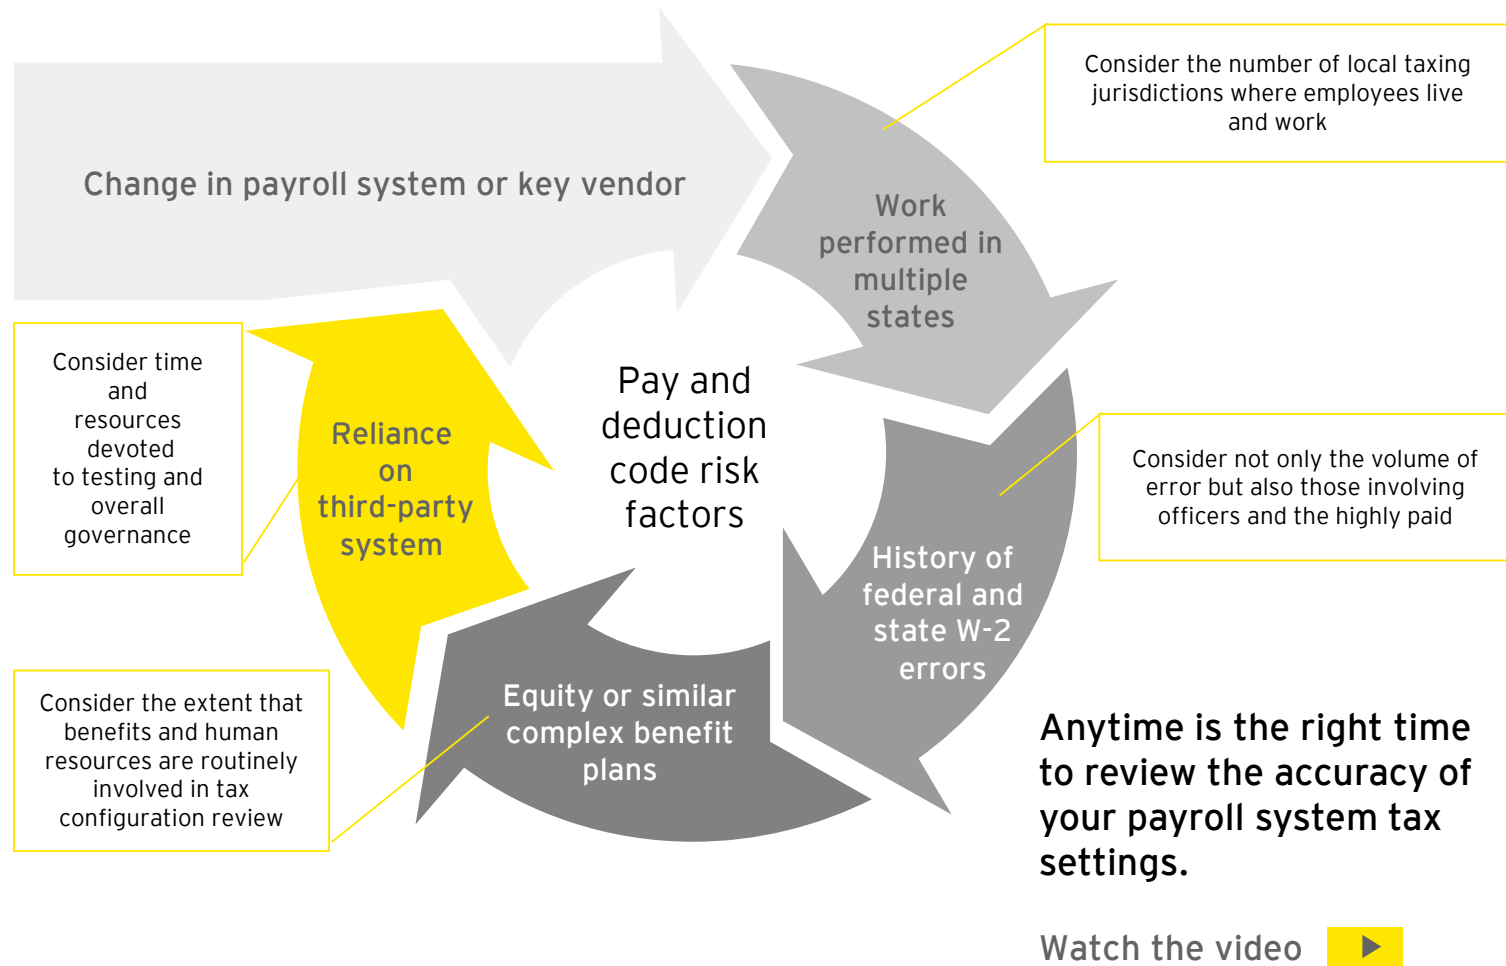 Change in payroll system or key vendor
Consider the number of local taxing
jurisdictions where employees live
and work
Work
performed in
multiple
states
Pay and
deduction
code risk
factors
Consider time
and
resources
devoted
to testing and
overall
governance
Reliance
on
third-party
system
Consider not only the volume of
error but also those involving
officers and the highly paid
History of
federal and
state W-2
errors
Equity or similar
complex benefit
plans
Consider the extent that
benefits and human
resources are routinely
involved in tax
configuration review
Anytime is the right time
to review the accuracy of
your payroll system tax
settings.
Watch the video